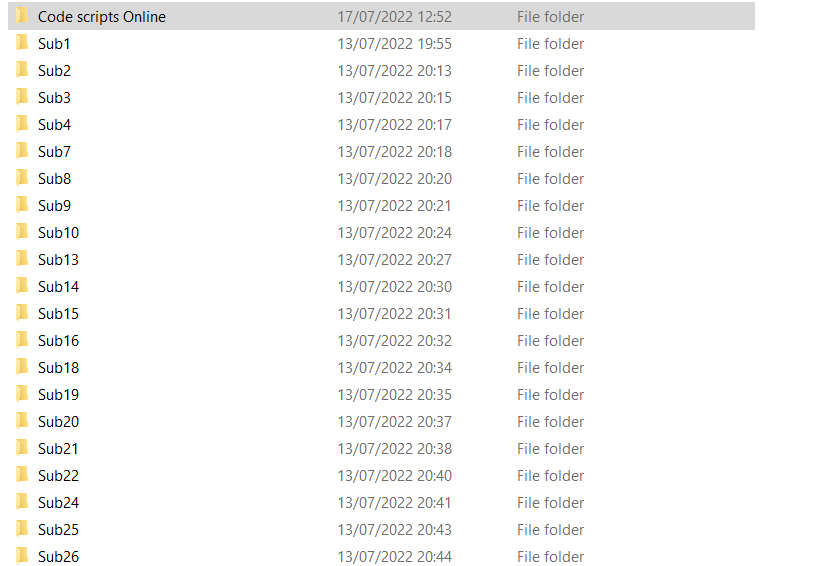 Code scripts Online 17/07/2022 12:52 File folder
Sub1 13/07/2022 19:55 File folder
Sub2 13/07/2022 20:13 File folder
Sub3 13/07/2022 20:15 File folder
Sub4 13/07/2022 20:17 File folder
Sub7 13/07/2022 20:18 File folder
Sub8 13/07/2022 20:20 File folder
Sub9 13/07/2022 20:21 File folder
Sub10 13/07/2022 20:24 File folder
Sub13 13/07/2022 20:27 File folder
Sub14 13/07/2022 20:30 File folder
Sub15 13/07/2022 20:31 File folder
Sub16 13/07/2022 20:32 File folder
Sub18 13/07/2022 20:34 File folder
Sub19 13/07/2022 20:35 File folder
Sub20 13/07/2022 20:37 File folder
Sub21 13/07/2022 20:38 File folder
Sub22 13/07/2022 20:40 File folder
Sub24 13/07/2022 20:41 File folder
Sub25 13/07/2022 20:43 File folder
Sub26 13/07/2022 20:44 File folder